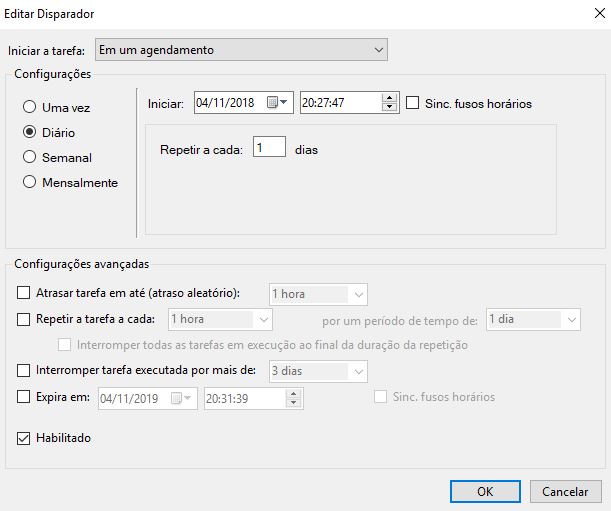 Editar Disparador
Iniciar a tarefa: Em um agendamento
Configurações
Uma vez
Diário
Semanal
Mensalmente
Iniciar: 04/11/2018 20:27:47 Sinc. fusos horários
Repetir a cada: 1 dias
Configurações avançadas
Atrasar tarefa em até (atraso aleatório): 1 hora
Repetir a tarefa a cada: 1 hora por um período de tempo de: 1 dia
Interromper todas as tarefas em execução ao final da duração da repetição
Interromper tarefa executada por mais de: 3 dias
Expira em: 04/11/2019 20:31:39 Sinc. fusos horários
Habilitado
OK Cancelar